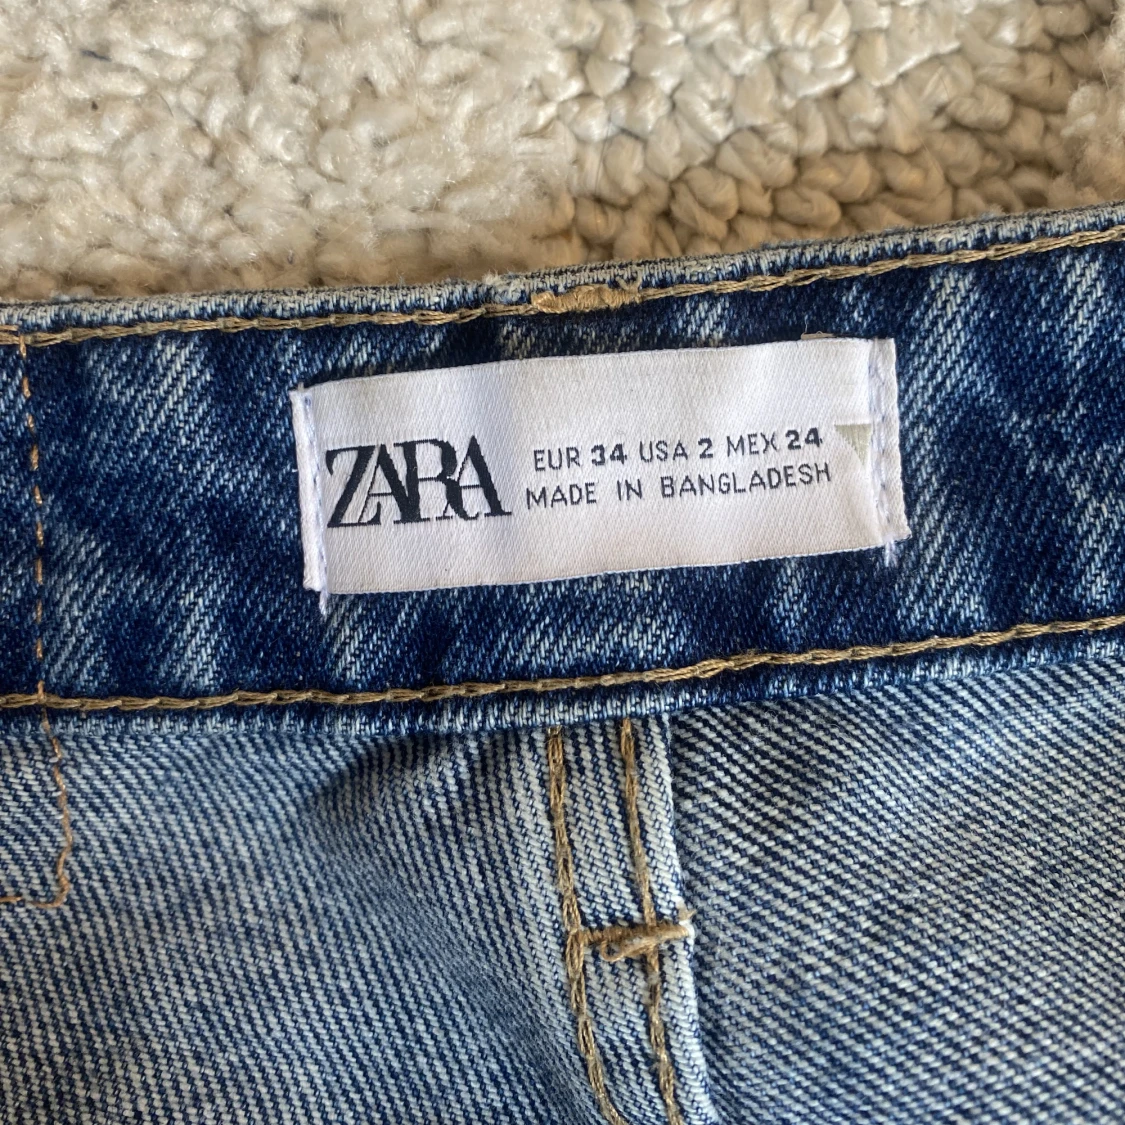 ZARA
EUR 34 USA 2 MEX 24
MADE IN BANGLADESH